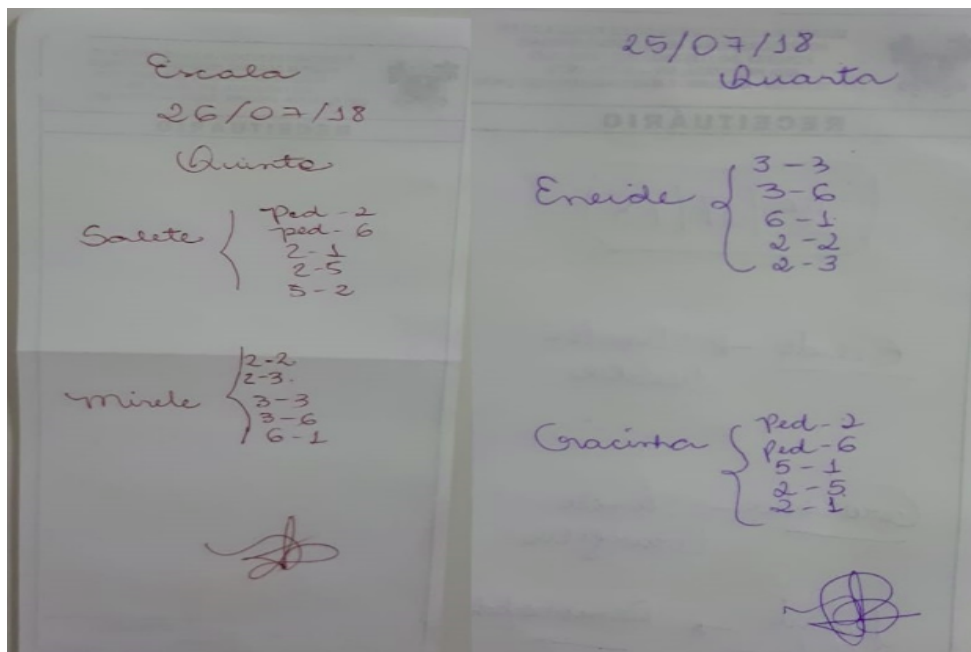 Escala
26/07/18
Quinta
Salete
Ped - 2
ped - 6
2 - 1
2 - 5
5 - 2
Mirele
2 - 2
2 - 3.
3 - 3
3 - 6
6 - 1
25/07/18
Quarta
RECEITUÁRIO
Eneide
3 - 3
3 - 6
6 - 1
2 - 2
2 - 3
Gracinha
Ped - 2
Ped - 6
5 - 1
2 - 5
2 - 1